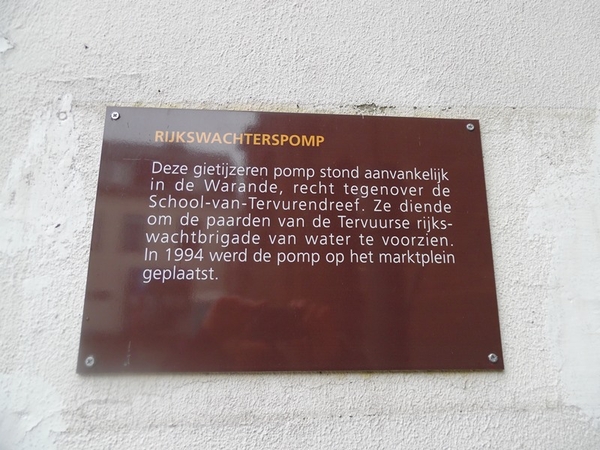 RIJKSWACHTERSPOMP
Deze gietijzeren pomp stond aanvankelijk
in de Warande, recht tegenover de
School-van-Tervurendreef. Ze diende
om de paarden van de Tervuurse rijks-
wachtbrigade van water te voorzien.
In 1994 werd de pomp op het marktplein
geplaatst.